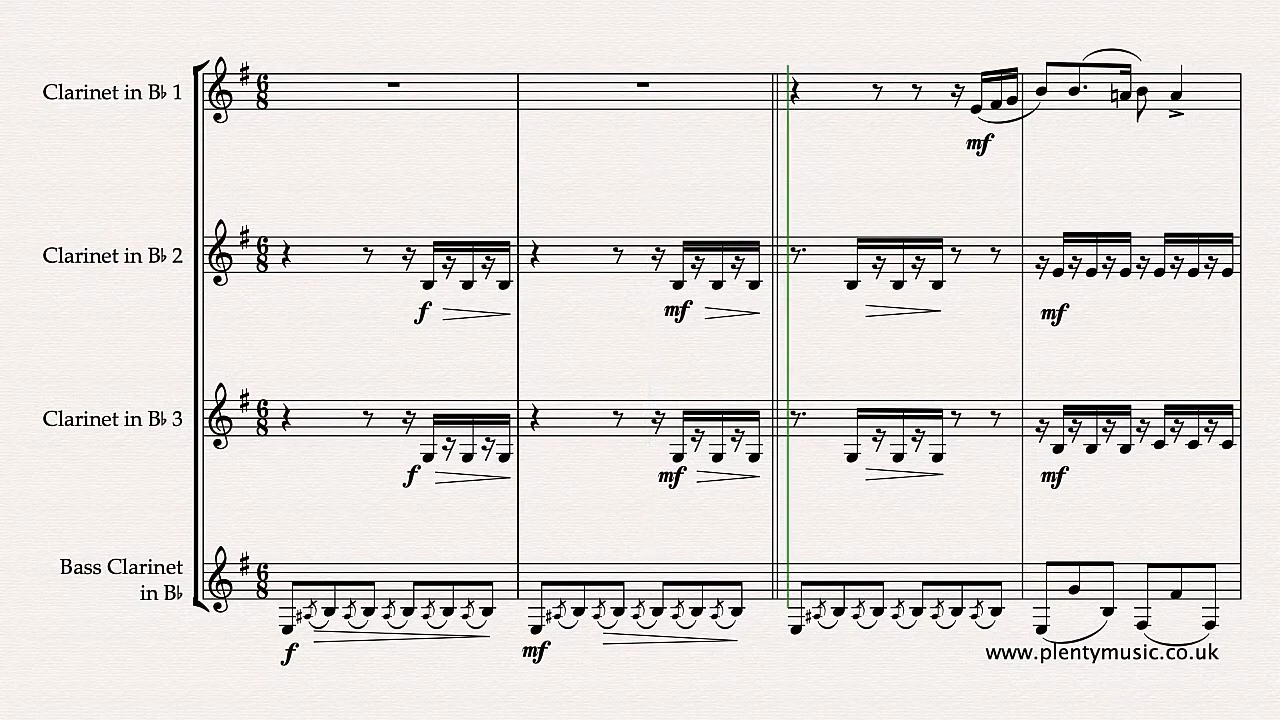 Clarinet in B♭ 1
6
8
mf
Clarinet in B♭ 2
6
8
f
mf
mf
Clarinet in B♭ 3
6
8
f
mf
mf
Bass Clarinet
in B♭
6
8
f
mf
www.plentymusic.co.uk